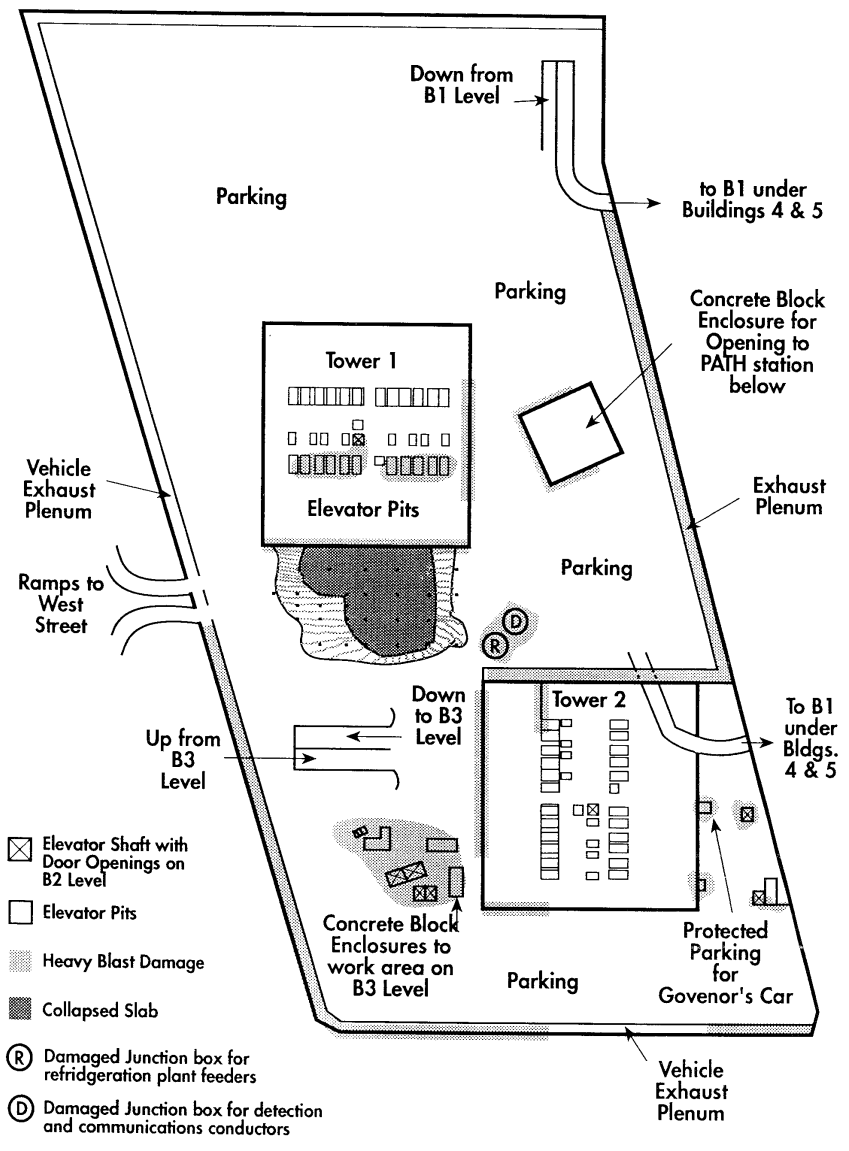 Down from
B1 Level
Parking
to B1 under
Buildings 4 & 5
Parking
Concrete Block
Enclosure for
Opening to
PATH station
below
Tower 1
Elevator Pits
Vehicle
Exhaust
Plenum
Exhaust
Plenum
Parking
Ramps to
West
Street
D
R
Down
to B3
Level
Tower 2
To B1
under
Bldgs.
4 & 5
Up from
B3
Level
Elevator Shaft with
Door Openings on
B2 Level
Elevator Pits
Heavy Blast Damage
Collapsed Slab
R
Damaged Junction box for
refridgeration plant feeders
D
Damaged Junction box for detection
and communications conductors
Concrete Block
Enclosures to
work area on
B3 Level
Parking
Protected
Parking
for
Govenor's Car
Vehicle
Exhaust
Plenum